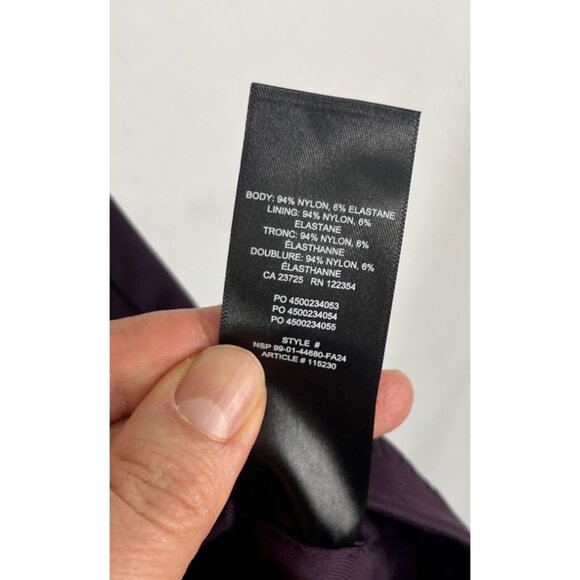 BODY: 94% NYLON, 6% ELASTANE
LINING: 94% NYLON, 6%
ELASTANE
TRONC: 94% NYLON, 6%
ÉLASTHANNE
DOUBLURE: 94% NYLON, 6%
ÉLASTHANNE
CA 23725 RN 122354
PO 4500234053
PO 4500234054
PO 4500234055
STYLE #
NSP 99-01-44680-FA24
ARTICLE # 115230